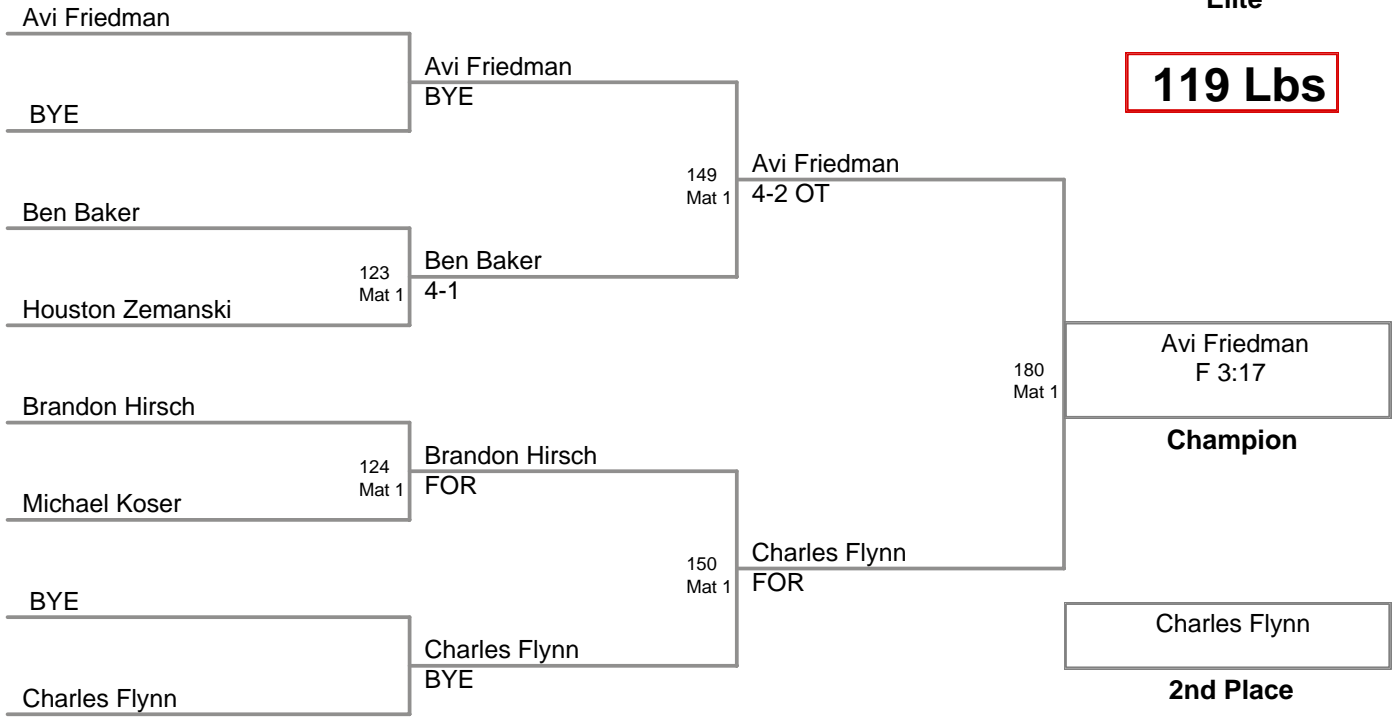 Elite
119 Lbs
Avi Friedman
BYE
Avi Friedman
BYE
Ben Baker
Houston Zemanski
123
Mat 1
Ben Baker
4-1
149
Mat 1
Avi Friedman
4-2 OT
Brandon Hirsch
Michael Koser
124
Mat 1
Brandon Hirsch
FOR
BYE
Charles Flynn
Charles Flynn
BYE
150
Mat 1
Charles Flynn
FOR
180
Mat 1
Avi Friedman
F 3:17
Champion
Charles Flynn
2nd Place